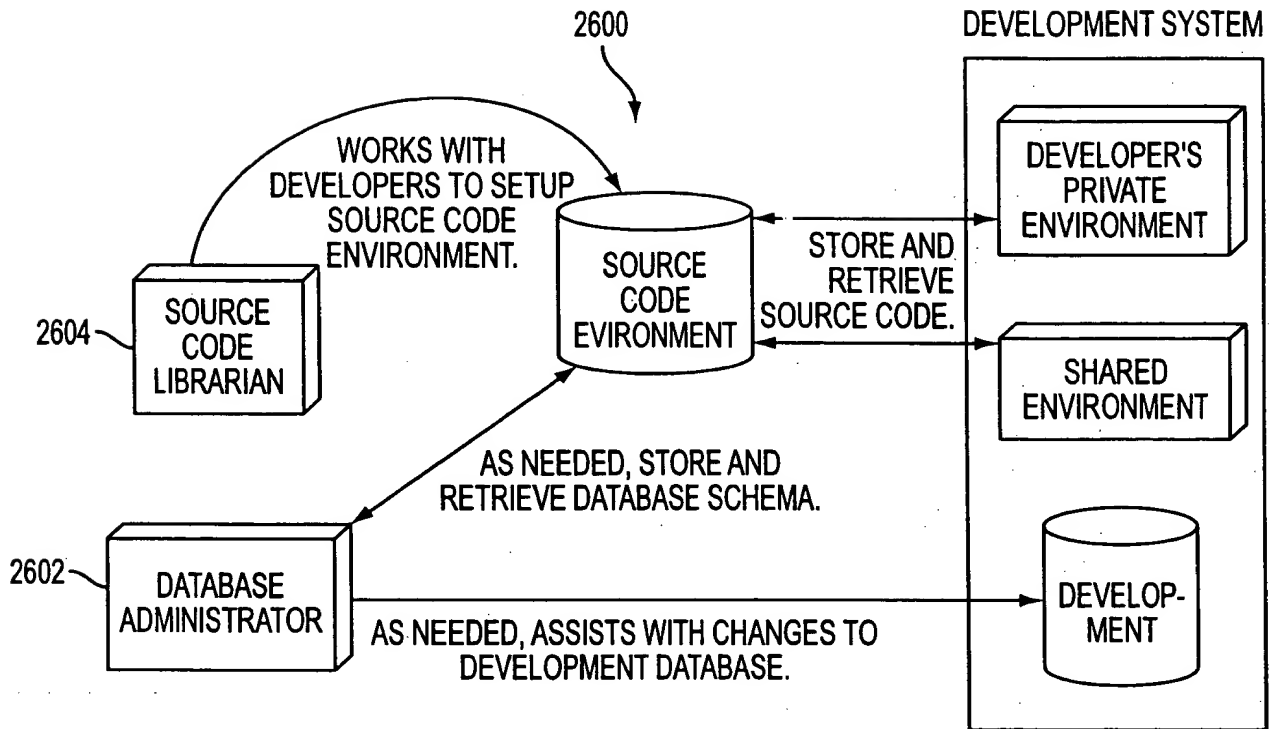 2600
DEVELOPMENT SYSTEM
WORKS WITH
DEVELOPERS TO SETUP
SOURCE CODE
ENVIRONMENT.
DEVELOPER'S
PRIVATE
ENVIRONMENT
SOURCE
CODE
EVIRONMENT
STORE AND
RETRIEVE
SOURCE CODE.
2604
SOURCE
CODE
LIBRARIAN
SHARED
ENVIRONMENT
AS NEEDED, STORE AND
RETRIEVE DATABASE SCHEMA.
2602
DATABASE
ADMINISTRATOR
DEVELOP-
MENT
AS NEEDED, ASSISTS WITH CHANGES TO
DEVELOPMENT DATABASE.